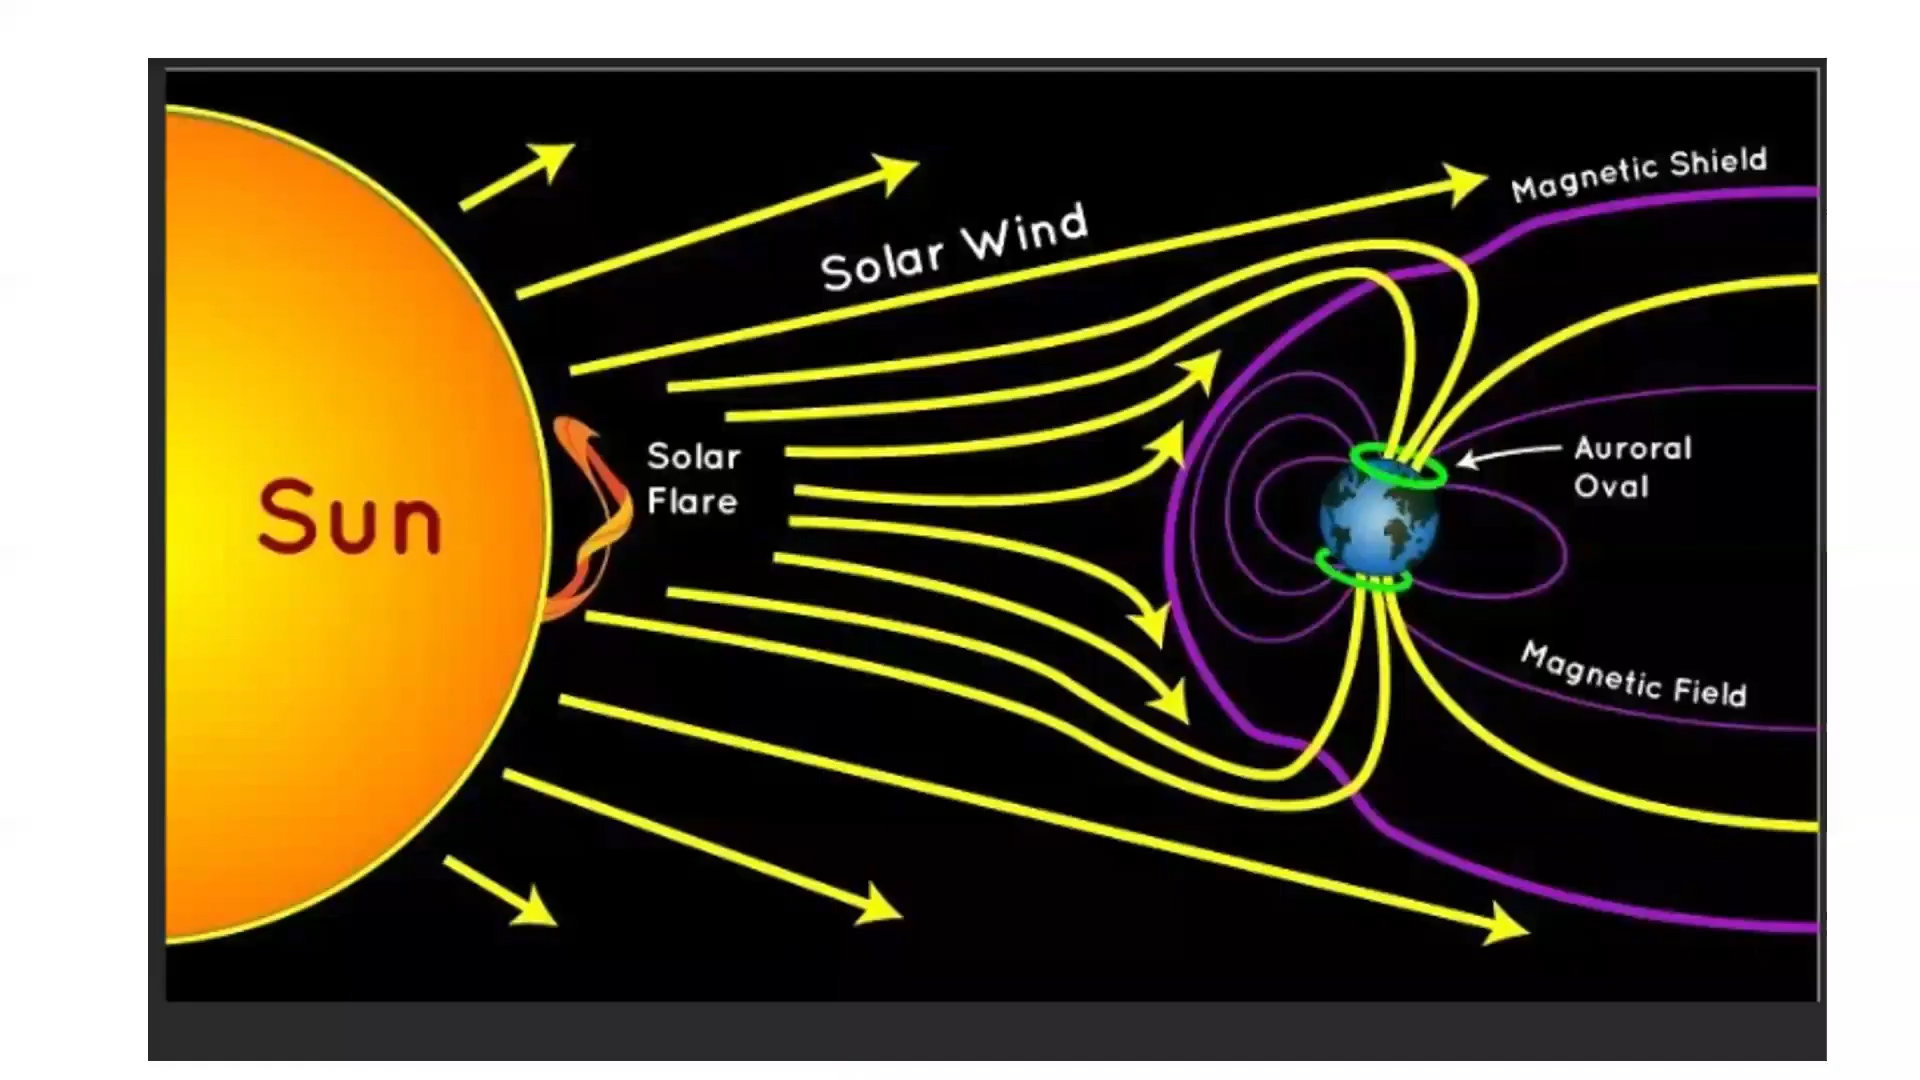 Magnetic Shield
Solar Wind
Solar
Flare
Auroral
Oval
Sun
Magnetic Field